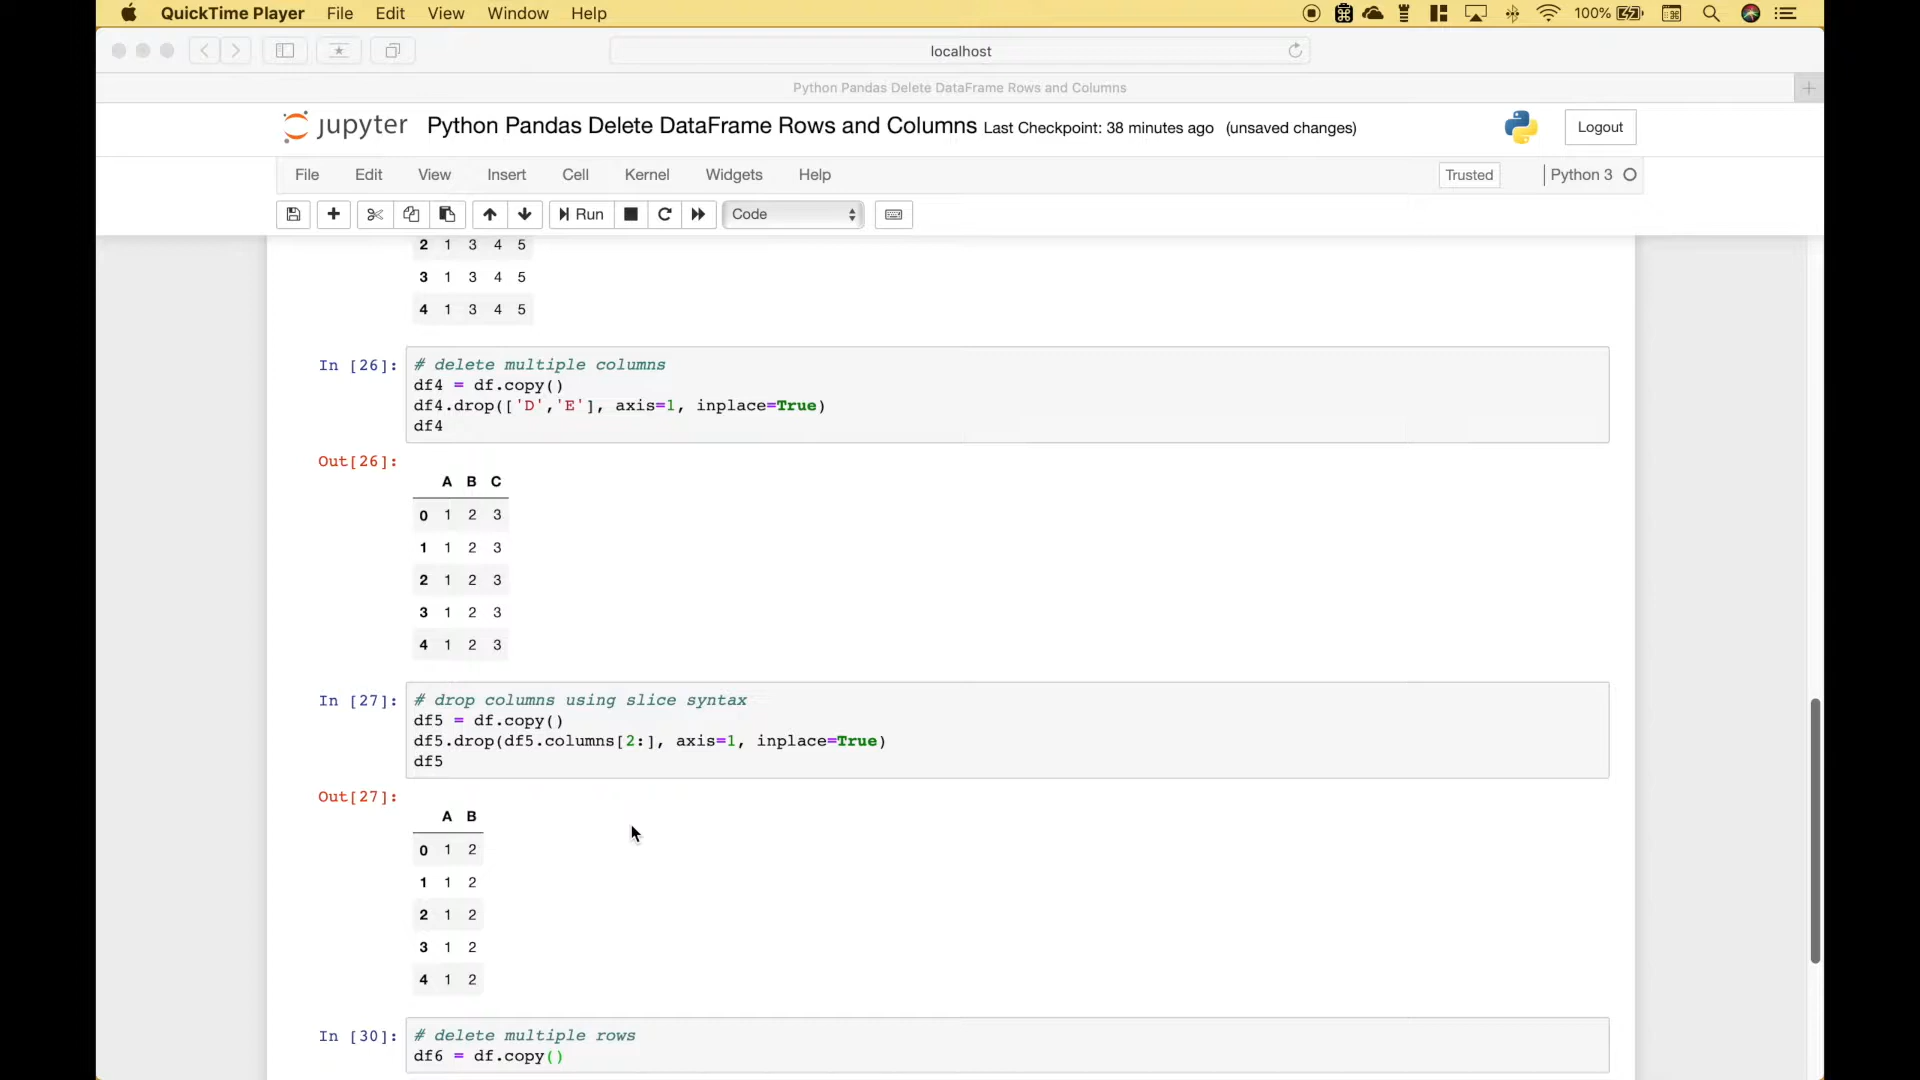 QuickTime Player File Edit View Window Help 100%
localhost
Python Pandas Delete DataFrame Rows and Columns
jupyter Python Pandas Delete DataFrame Rows and Columns Last Checkpoint: 38 minutes ago (unsaved changes) Logout
File Edit View Insert Cell Kernel Widgets Help Trusted Python 3
Run Code
2 1 3 4 5
3 1 3 4 5
4 1 3 4 5
In [26]: # delete multiple columns
df4 = df.copy()
df4.drop(['D','E'], axis=1, inplace=True)
df4
Out[26]:
A B C
0 1 2 3
1 1 2 3
2 1 2 3
3 1 2 3
4 1 2 3
In [27]: # drop columns using slice syntax
df5 = df.copy()
df5.drop(df5.columns[2:], axis=1, inplace=True)
df5
Out[27]:
A B
0 1 2
1 1 2
2 1 2
3 1 2
4 1 2
In [30]: # delete multiple rows
df6 = df.copy()